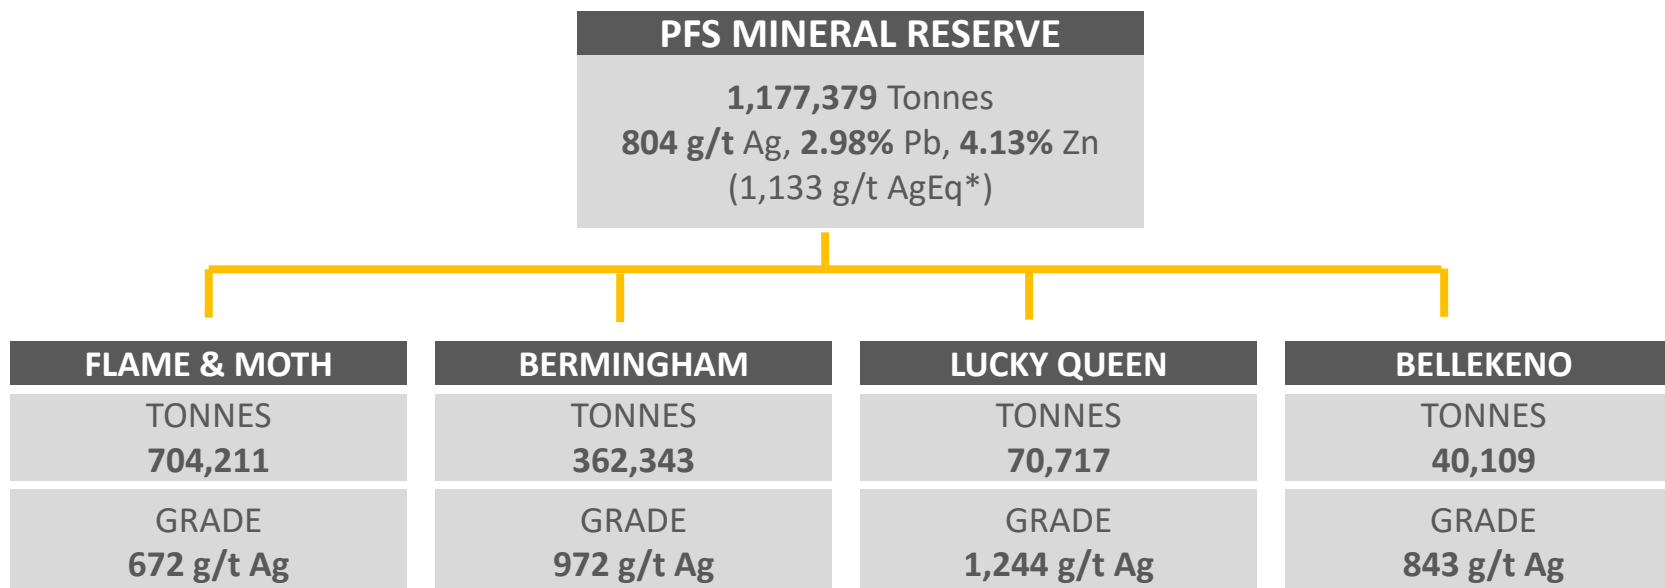 PFS MINERAL RESERVE
1,177,379 Tonnes
804 g/t Ag, 2.98% Pb, 4.13% Zn
(1,133 g/t AgEq*)
FLAME & MOTH
TONNES
704,211
GRADE
672 g/t Ag
BERMINGHAM
TONNES
362,343
GRADE
972 g/t Ag
LUCKY QUEEN
TONNES
70,717
GRADE
1,244 g/t Ag
BELLEKENO
TONNES
40,109
GRADE
843 g/t Ag